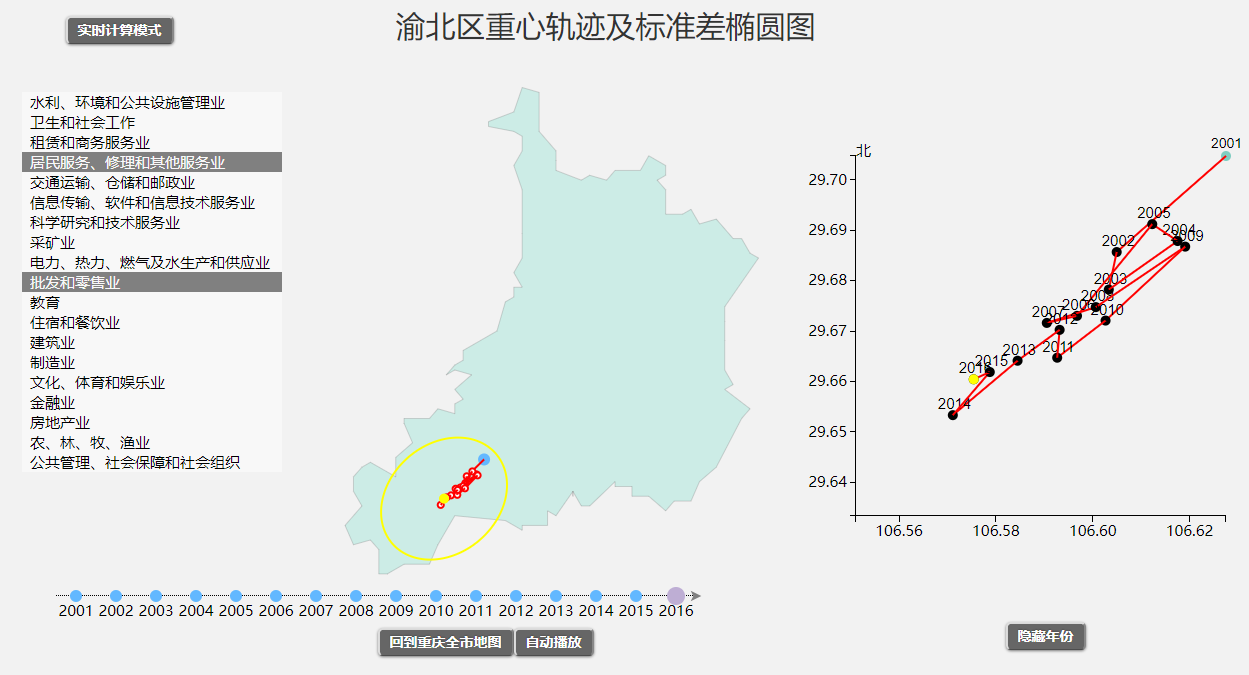 渝北区重心轨迹及标准差椭圆图
实时计算模式
水利、环境和公共设施管理业
卫生和社会工作
租赁和商务服务业
居民服务、修理和其他服务业
交通运输、仓储和邮政业
信息传输、软件和信息技术服务业
科学研究和技术服务业
采矿业
电力、热力、燃气及水生产和供应业
批发和零售业
教育
住宿和餐饮业
建筑业
制造业
文化、体育和娱乐业
金融业
房地产业
农、林、牧、渔业
公共管理、社会保障和社会组织
2001 2002 2003 2004 2005 2006 2007 2008 2009 2010 2011 2012 2013 2014 2015 2016
回到重庆全市地图 自动播放
北
29.70
29.69
29.68
29.67
29.66
29.65
29.64
106.56 106.58 106.60 106.62
2001
2005
2004
2009
2002
2003
2008
2006
2007
2010
2012
2011
2013
2015
2016
2014
隐藏年份